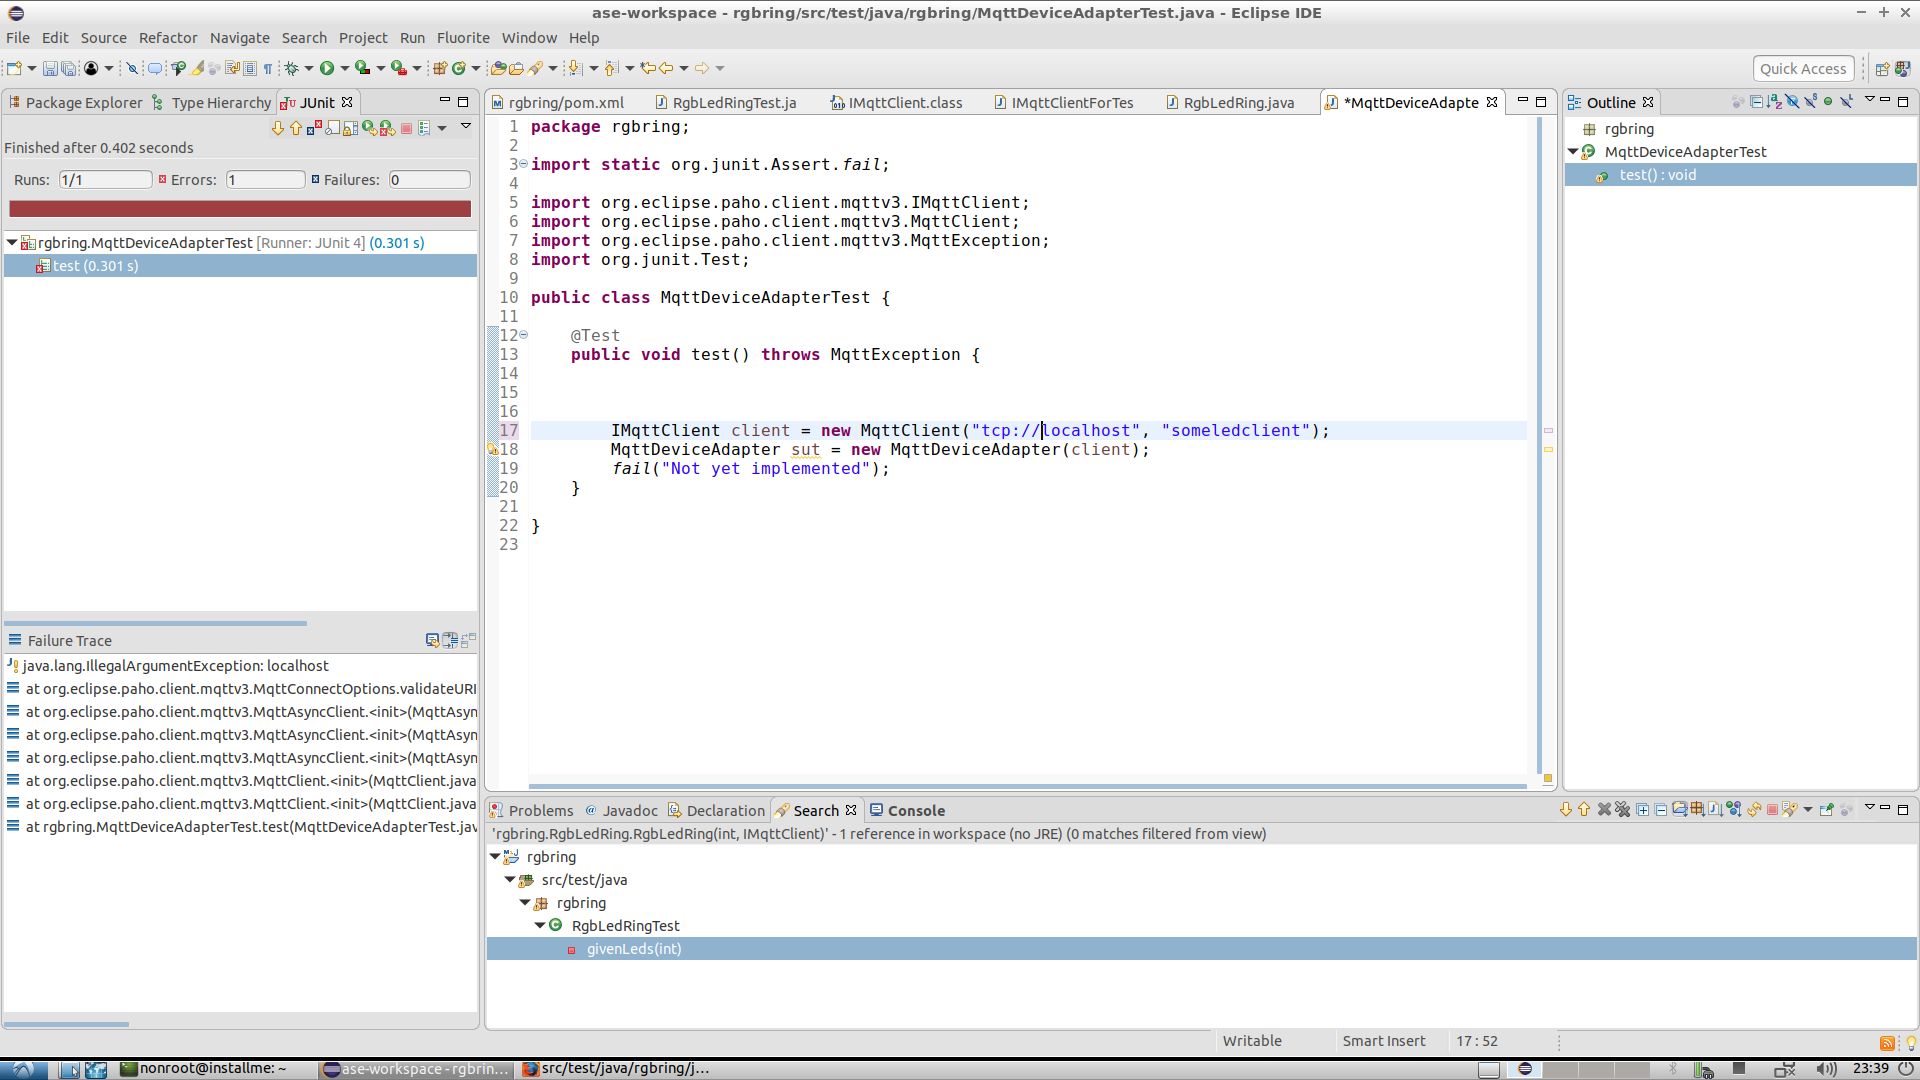 ase-workspace - rgbring/src/test/java/rgbring/MqttDeviceAdapterTest.java - Eclipse IDE
File Edit Source Refactor Navigate Search Project Run Fluorite Window Help
Quick Access
Package Explorer Type Hierarchy JUnit
Finished after 0.402 seconds
Runs: 1/1 Errors: 1 Failures: 0
rgbring.MqttDeviceAdapterTest [Runner: JUnit 4] (0.301 s)
test (0.301 s)
Failure Trace
java.lang.IllegalArgumentException: localhost
at org.eclipse.paho.client.mqttv3.MqttConnectOptions.validateURI
at org.eclipse.paho.client.mqttv3.MqttAsyncClient.<init>(MqttAsyn
at org.eclipse.paho.client.mqttv3.MqttAsyncClient.<init>(MqttAsyn
at org.eclipse.paho.client.mqttv3.MqttAsyncClient.<init>(MqttAsyn
at org.eclipse.paho.client.mqttv3.MqttClient.<init>(MqttClient.java
at org.eclipse.paho.client.mqttv3.MqttClient.<init>(MqttClient.java
at rgbring.MqttDeviceAdapterTest.test(MqttDeviceAdapterTest.jav
rgbring/pom.xml RgbLedRingTest.ja IMqttClient.class IMqttClientForTes RgbLedRing.java *MqttDeviceAdapte
1 package rgbring;
2
3 import static org.junit.Assert.fail;
4
5 import org.eclipse.paho.client.mqttv3.IMqttClient;
6 import org.eclipse.paho.client.mqttv3.MqttClient;
7 import org.eclipse.paho.client.mqttv3.MqttException;
8 import org.junit.Test;
9
10 public class MqttDeviceAdapterTest {
11
12 @Test
13 public void test() throws MqttException {
14
15
16
17 IMqttClient client = new MqttClient("tcp://localhost", "someledclient");
18 MqttDeviceAdapter sut = new MqttDeviceAdapter(client);
19 fail("Not yet implemented");
20 }
21
22 }
23
Outline
rgbring
MqttDeviceAdapterTest
test() : void
Problems @ Javadoc Declaration Search Console
'rgbring.RgbLedRing.RgbLedRing(int, IMqttClient)' - 1 reference in workspace (no JRE) (0 matches filtered from view)
rgbring
src/test/java
rgbring
RgbLedRingTest
givenLeds(int)
Writable Smart Insert 17 : 52
nonroot@installme: ~ ase-workspace - rgbrin... src/test/java/rgbring/j... 23:39